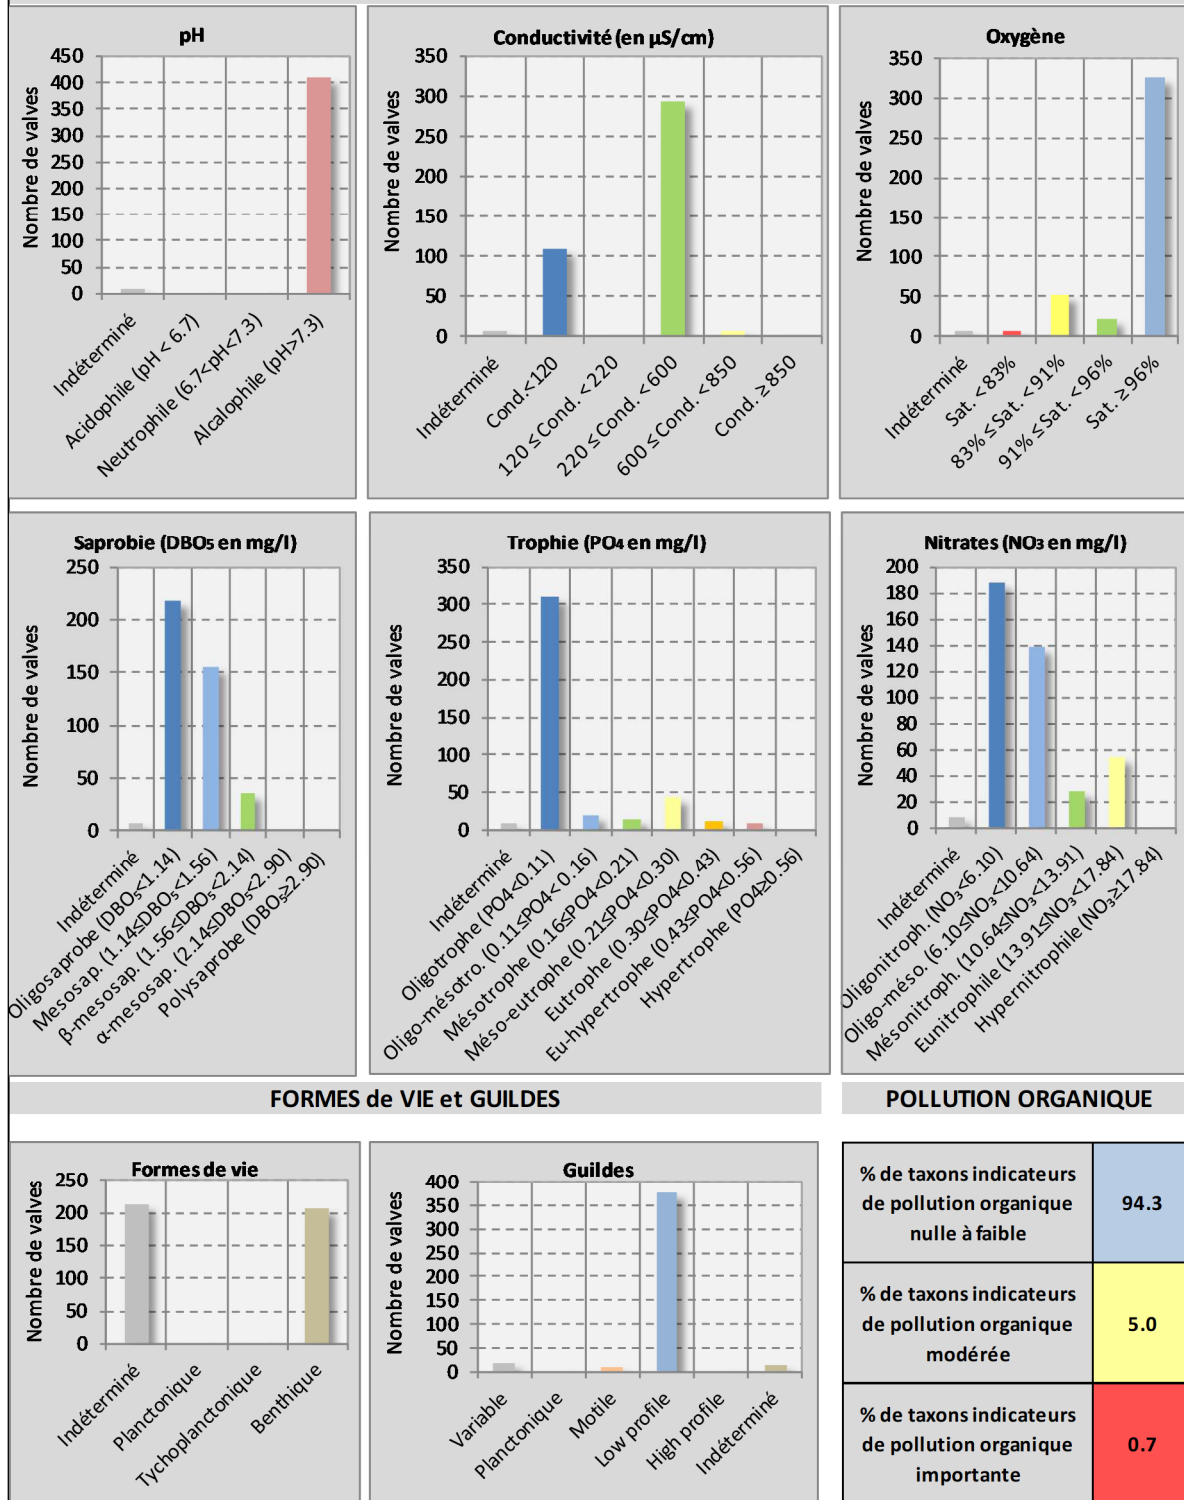 pH
Nombre de valves
450
400
350
300
250
200
150
100
50
0
Indéterminé
Acidophile (pH < 6.7)
Neutrophile (6.7<pH<7.3)
Alcalophile (pH>7.3)
Conductivité (en µS/cm)
Nombre de valves
350
300
250
200
150
100
50
0
Indéterminé
Cond.<120
120 ≤ Cond. < 220
220 ≤ Cond. < 600
600 ≤ Cond. < 850
Cond. ≥ 850
Oxygène
Nombre de valves
350
300
250
200
150
100
50
0
Indéterminé
Sat. < 83%
83% ≤ Sat. < 91%
91% ≤ Sat. < 96%
Sat. ≥ 96%
Saprobie (DBO₅ en mg/l)
Nombre de valves
250
200
150
100
50
0
Indéterminé
Oligosaprobe (DBO₅<1.14)
Mesosap. (1.14≤DBO₅<1.56)
β-mesosap. (1.56≤DBO₅<2.14)
α-mesosap. (2.14≤DBO₅<2.90)
Polysaprobe (DBO₅≥2.90)
Trophie (PO₄ en mg/l)
Nombre de valves
350
300
250
200
150
100
50
0
Indéterminé
Oligotrophe (PO4<0.11)
Oligo-mésotro. (0.11≤PO4< 0.16)
Mésotrophe (0.16≤PO4<0.21)
Méso-eutrophe (0.21≤PO4<0.30)
Eutrophe (0.30≤PO4<0.43)
Eu-hypertrophe (0.43≤PO4<0.56)
Hypertrophe (PO4≥0.56)
Nitrates (NO₃ en mg/l)
Nombre de valves
200
180
160
140
120
100
80
60
40
20
0
Indéterminé
Oligonitroph. (NO₃<6.10)
Oligo-méso. (6.10≤NO₃<10.64)
Mésonitroph. (10.64≤NO₃<13.91)
Eunitrophile (13.91≤NO₃<17.84)
Hypernitrophile (NO₃≥17.84)
FORMES de VIE et GUILDES
POLLUTION ORGANIQUE
Formes de vie
Nombre de valves
250
200
150
100
50
0
Indéterminé
Planctonique
Tychoplanctonique
Benthique
Guildes
Nombre de valves
400
350
300
250
200
150
100
50
0
Variable
Planctonique
Motile
Low profile
High profile
Indéterminé
% de taxons indicateurs
de pollution organique
nulle à faible
94.3
% de taxons indicateurs
de pollution organique
modérée
5.0
% de taxons indicateurs
de pollution organique
importante
0.7